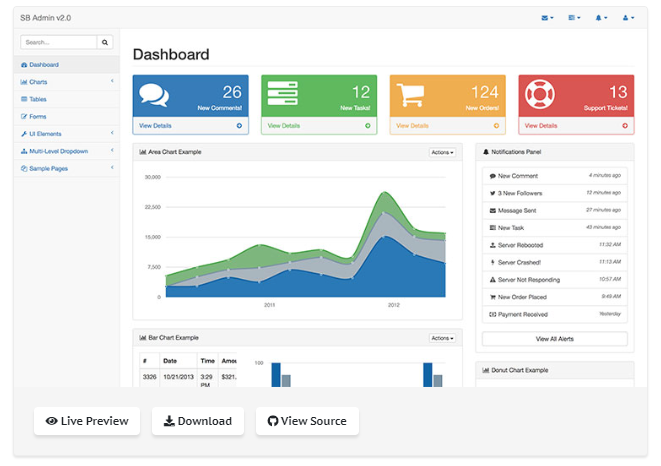 SB Admin v2.0
Search...
Dashboard
Charts
Tables
Forms
UI Elements
Multi-Level Dropdown
Sample Pages
Dashboard
26
New Comments!
View Details
12
New Tasks!
View Details
124
New Orders!
View Details
13
Support Tickets!
View Details
Area Chart Example
Actions
30,000
22,500
15,000
7,500
0
2011
2012
Notifications Panel
New Comment 4 minutes ago
3 New Followers 12 minutes ago
Message Sent 27 minutes ago
New Task 43 minutes ago
Server Rebooted 11:32 AM
Server Crashed! 11:13 AM
Server Not Responding 10:57 AM
New Order Placed 9:49 AM
Payment Received Yesterday
View All Alerts
Bar Chart Example
Actions
# Date Time Amou
3326 10/21/2013 3:29 $321.
PM
100
Donut Chart Example
Live Preview
Download
View Source